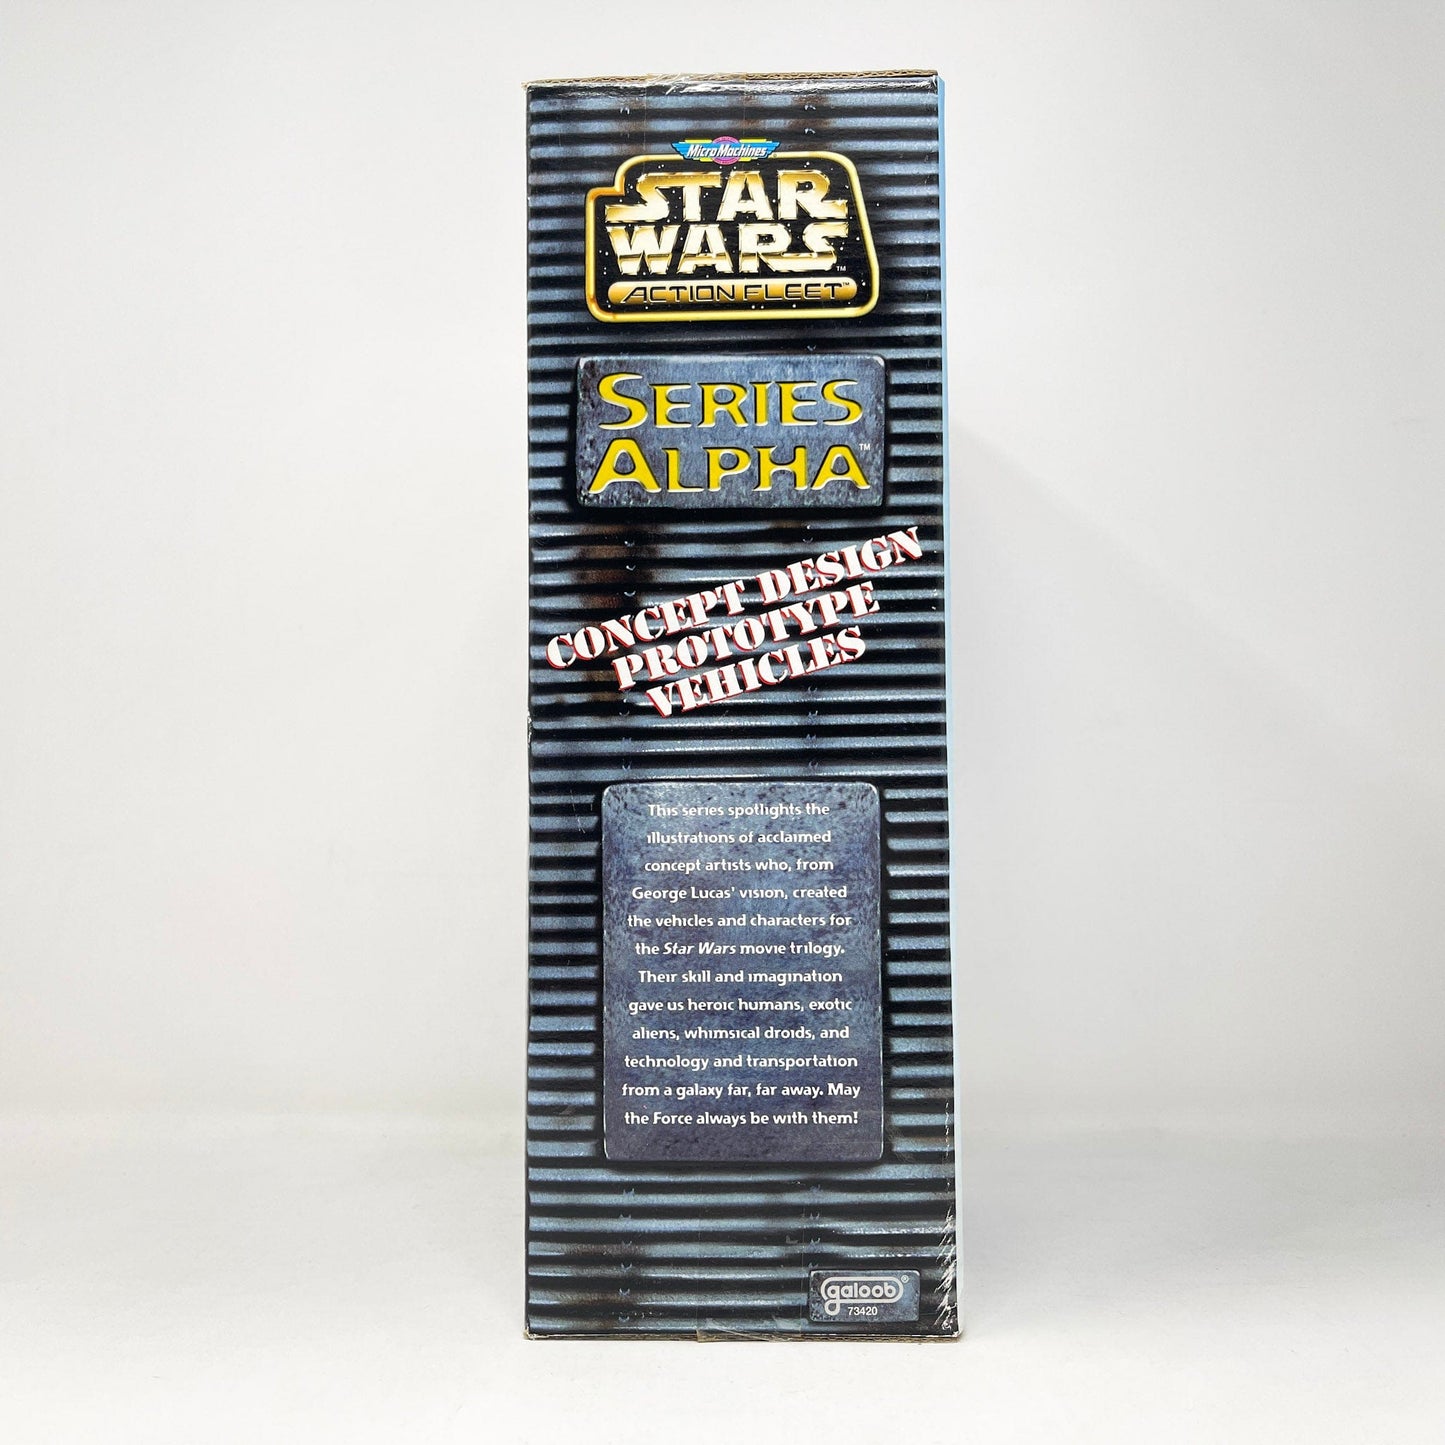 Micro Machines
STAR
WARS™
ACTION FLEET™
SERIES
ALPHA™
CONCEPT DESIGN
PROTOTYPE
VEHICLES
This series spotlights the
illustrations of acclaimed
concept artists who, from
George Lucas' vision, created
the vehicles and characters for
the Star Wars movie trilogy.
Their skill and imagination
gave us heroic humans, exotic
aliens, whimsical droids, and
technology and transportation
from a galaxy far, far away. May
the Force always be with them!
galoob®
73420